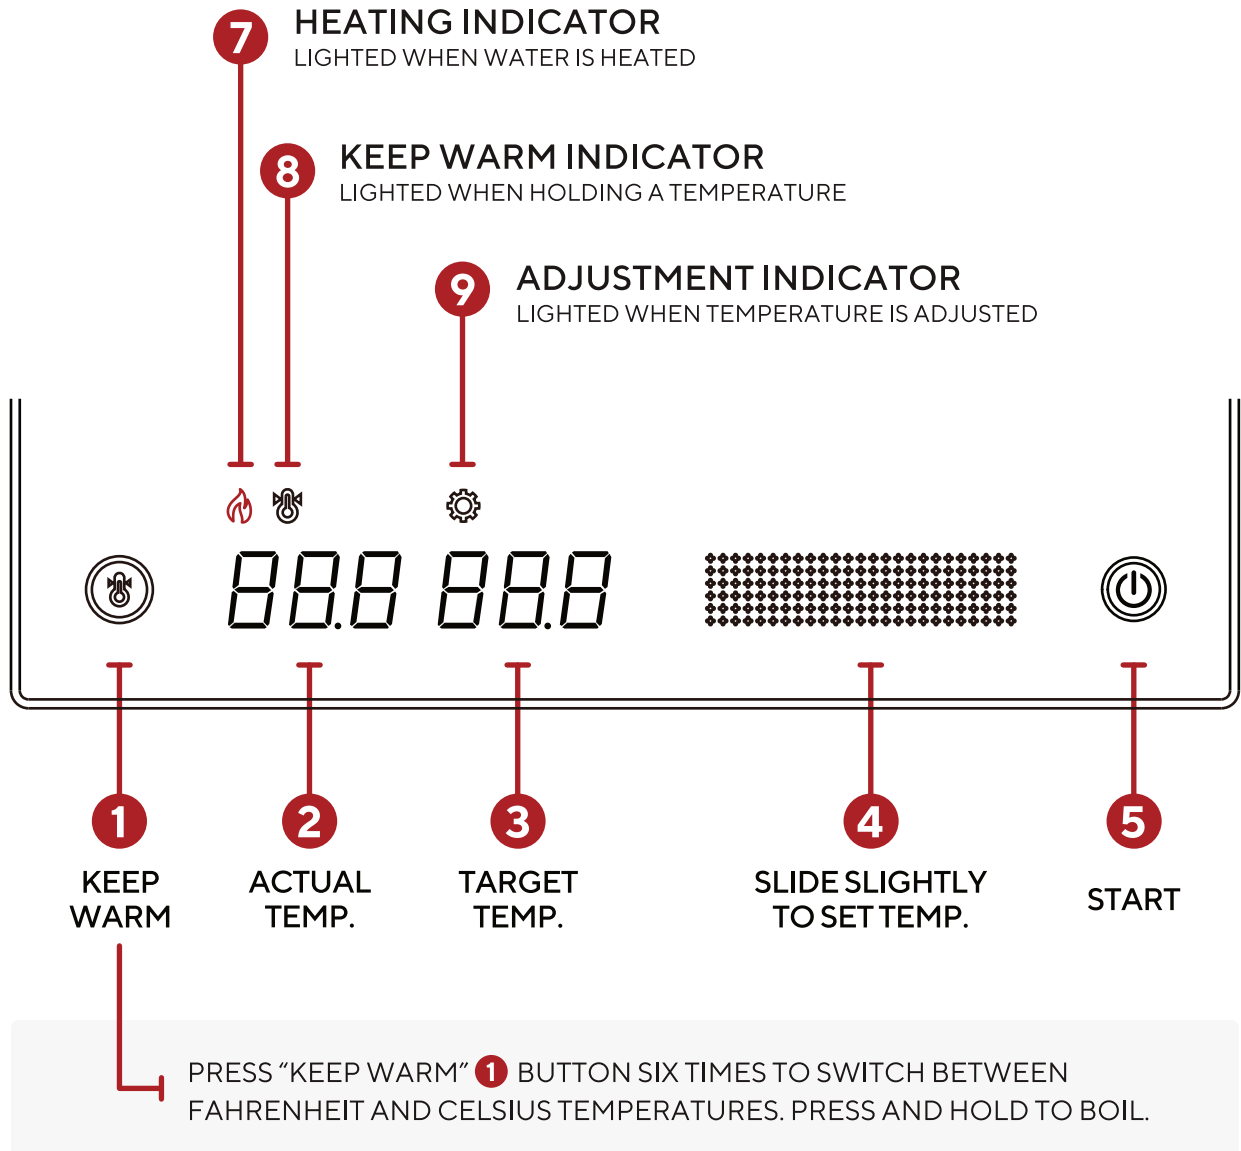 7 HEATING INDICATOR
LIGHTED WHEN WATER IS HEATED
8 KEEP WARM INDICATOR
LIGHTED WHEN HOLDING A TEMPERATURE
9 ADJUSTMENT INDICATOR
LIGHTED WHEN TEMPERATURE IS ADJUSTED
88.8 88.8
1
KEEP
WARM
2
ACTUAL
TEMP.
3
TARGET
TEMP.
4
SLIDE SLIGHTLY
TO SET TEMP.
5
START
PRESS “KEEP WARM” 1 BUTTON SIX TIMES TO SWITCH BETWEEN
FAHRENHEIT AND CELSIUS TEMPERATURES. PRESS AND HOLD TO BOIL.